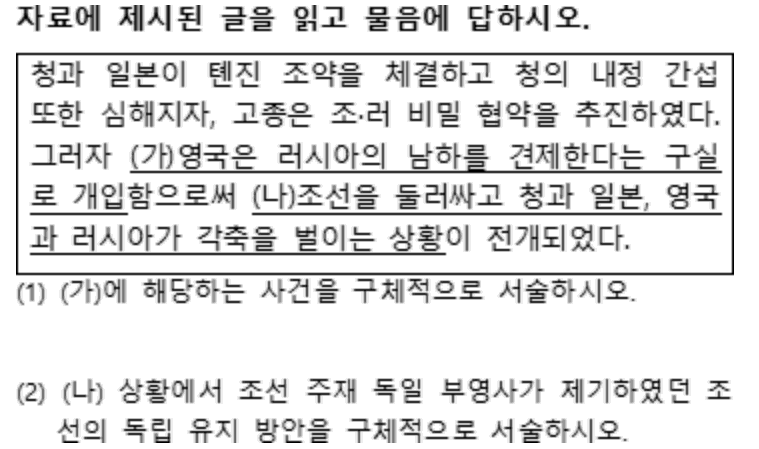 자료에 제시된 글을 읽고 물음에 답하시오.
청과 일본이 톈진 조약을 체결하고 청의 내정 간섭
또한 심해지자, 고종은 조·러 비밀 협약을 추진하였다.
그러자 (가)영국은 러시아의 남하를 견제한다는 구실
로 개입함으로써 (나)조선을 둘러싸고 청과 일본, 영국
과 러시아가 각축을 벌이는 상황이 전개되었다.
(1) (가)에 해당하는 사건을 구체적으로 서술하시오.
(2) (나) 상황에서 조선 주재 독일 부영사가 제기하였던 조
선의 독립 유지 방안을 구체적으로 서술하시오.